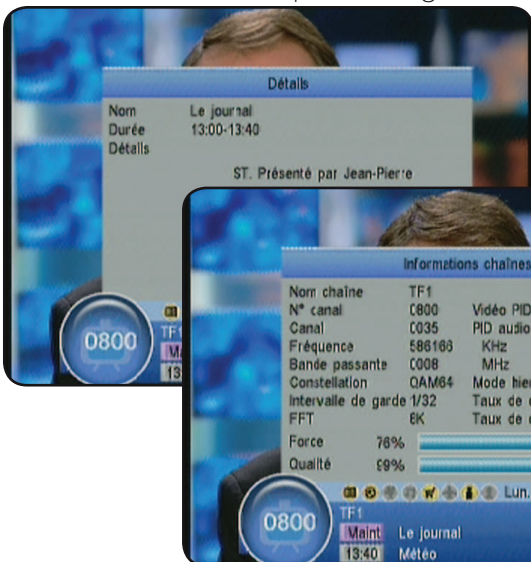 Détails
Nom Le journal
Durée 13:00-13:40
Détails
ST. Présenté par Jean-Pierre
0800
TF1
13
Informations chaînes
Nom chaîne TF1
N° canal 0800 Vidéo PID
Canal 0035 PID audio
Fréquence 586166 KHz
Bande passante 0008 MHz
Constellation QAM64 Mode
Intervalle de garde 1/32 Taux de
FFT 8K Taux de
Force 76%
Qualité 99%
Lun.
0800
TF1
Maint Le journal
13:40 Météo